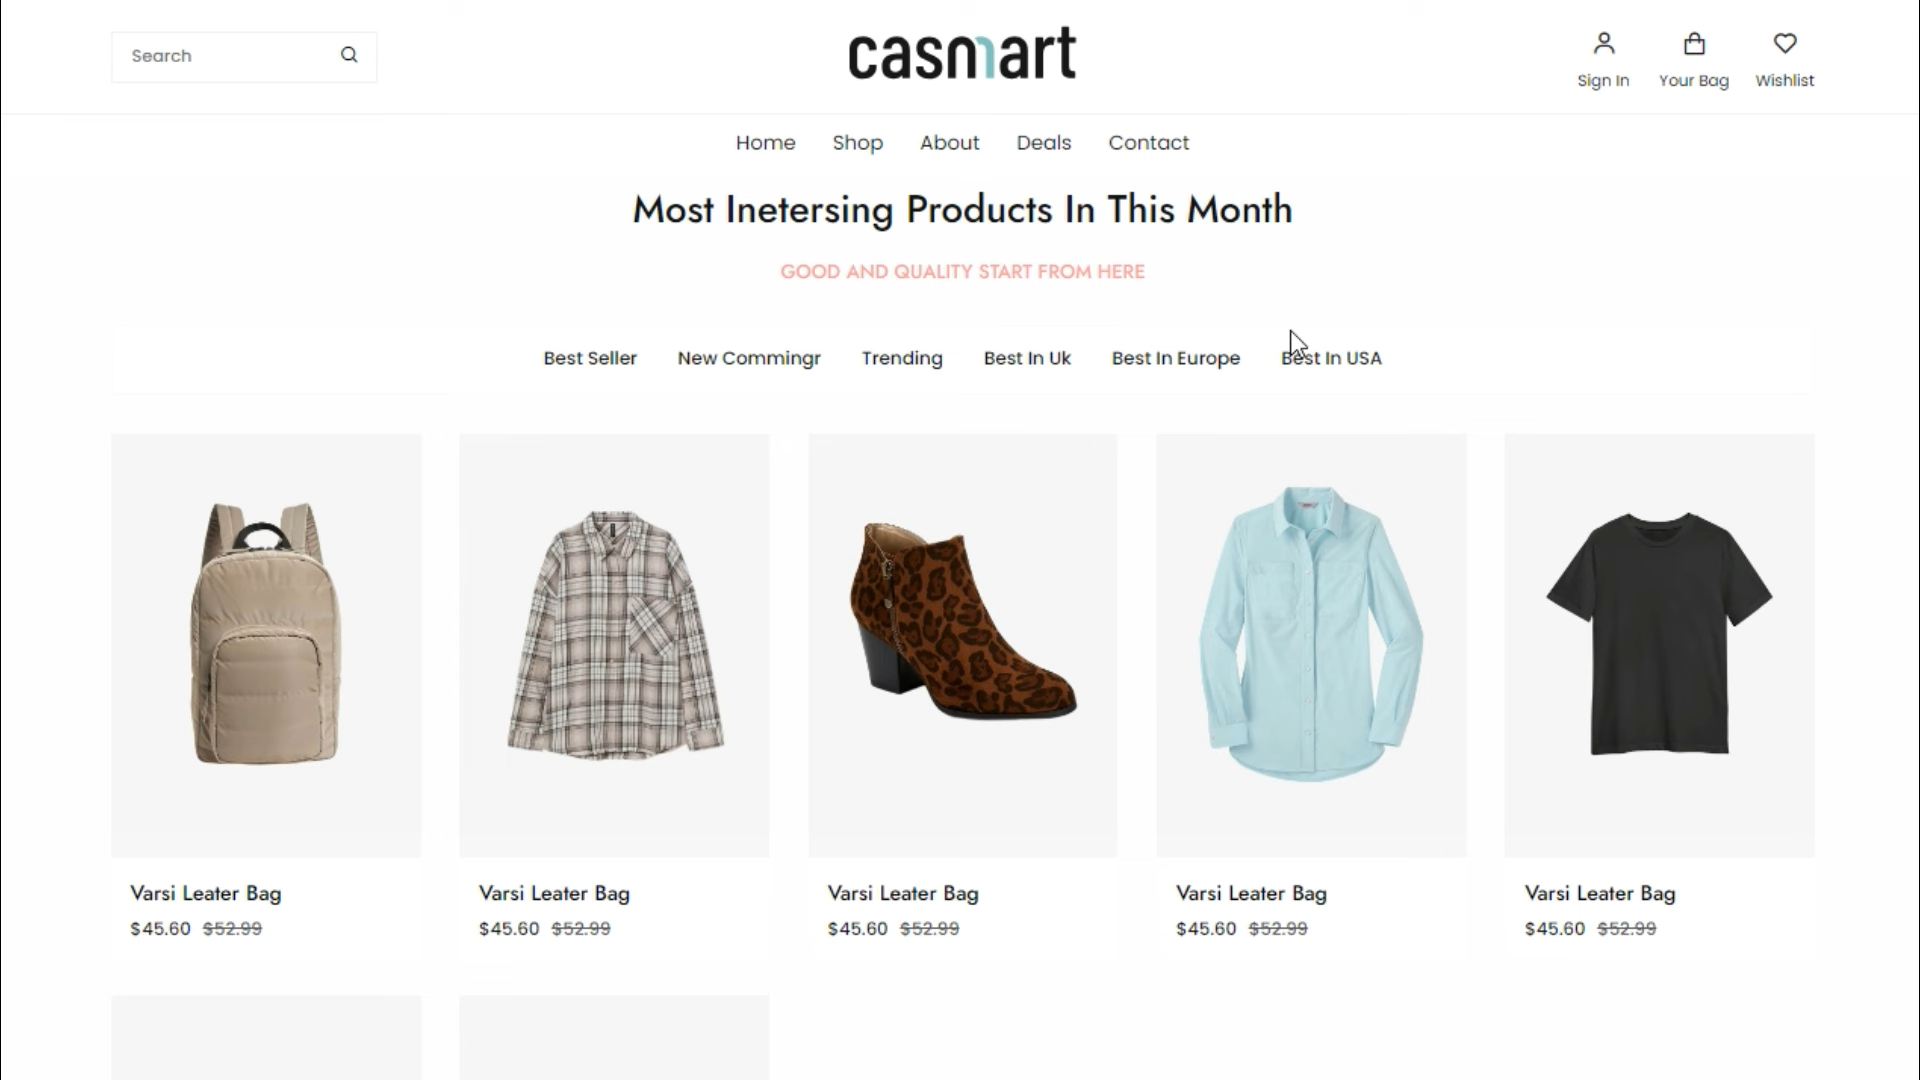 Search
casmart
Sign In
Your Bag
Wishlist
Home
Shop
About
Deals
Contact
Most Inetersing Products In This Month
GOOD AND QUALITY START FROM HERE
Best Seller
New Commingr
Trending
Best In Uk
Best In Europe
Best In USA
Varsi Leater Bag
$45.60 $52.99
Varsi Leater Bag
$45.60 $52.99
Varsi Leater Bag
$45.60 $52.99
Varsi Leater Bag
$45.60 $52.99
Varsi Leater Bag
$45.60 $52.99